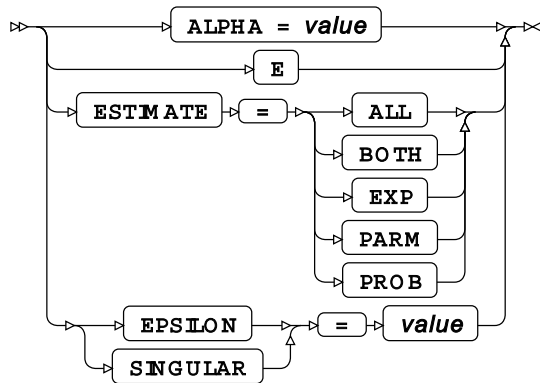 ALPHA = value
E
ESTIMATE = ALL
BOTH
EXP
PARM
PROB
EPSILON = value
SINGULAR